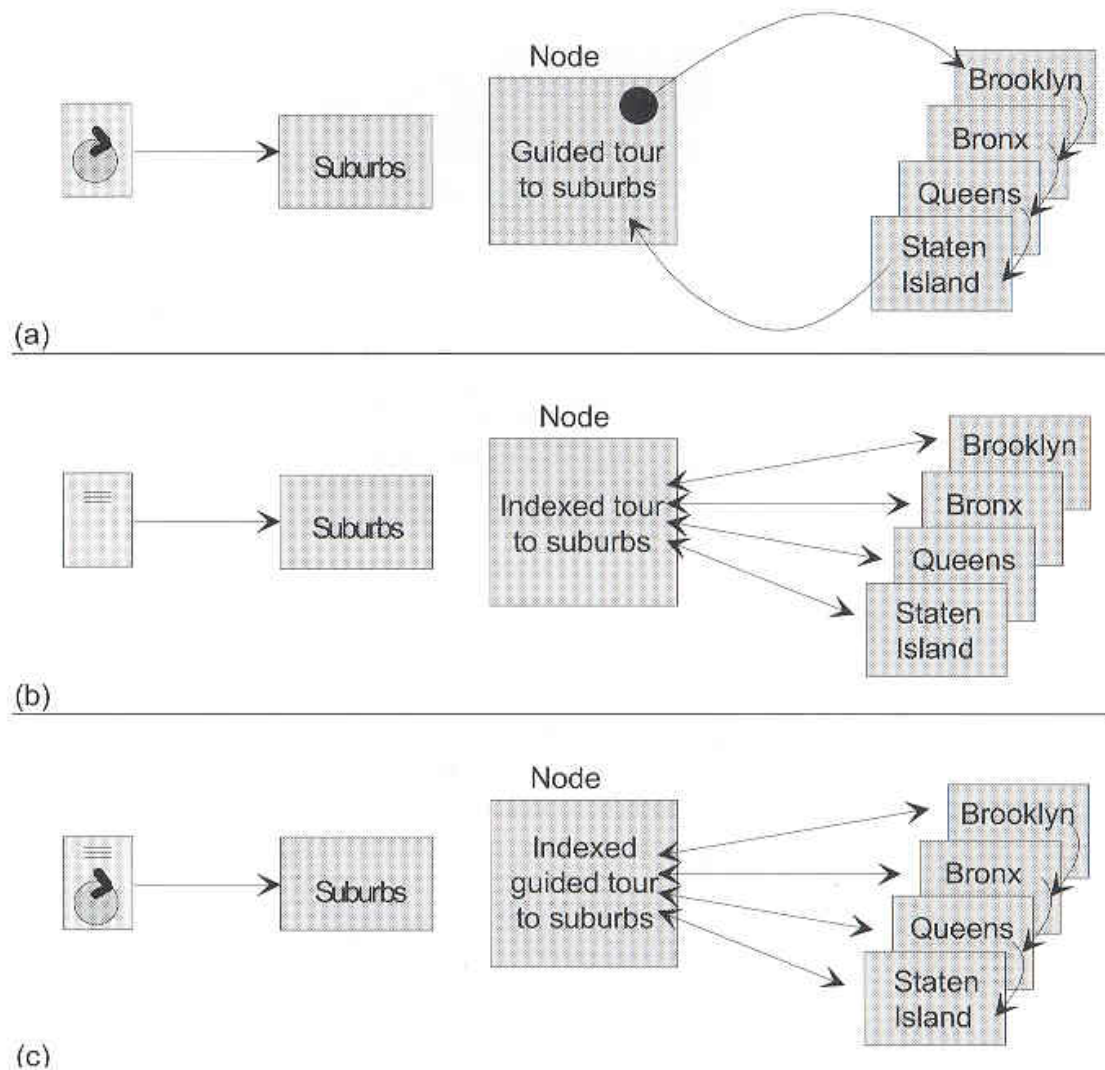 Node
Suburbs
Guided tour
to suburbs
Brooklyn
Bronx
Queens
Staten
Island
(a)
Node
Suburbs
Indexed tour
to suburbs
Brooklyn
Bronx
Queens
Staten
Island
(b)
Node
Suburbs
Indexed
guided tour
to suburbs
Brooklyn
Bronx
Queens
Staten
Island
(c)